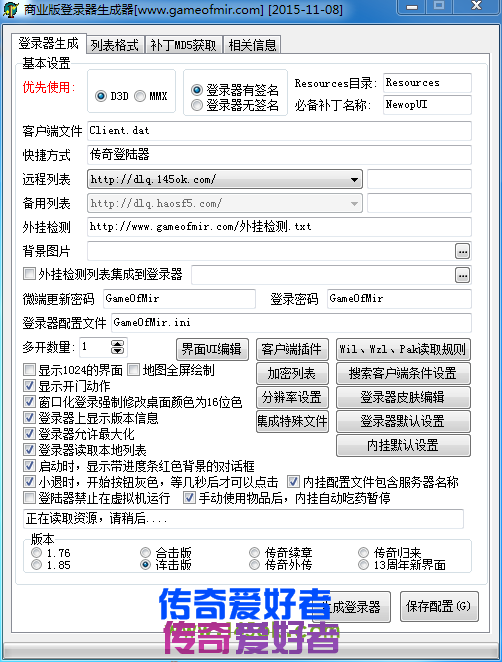 商业版登录器生成器[www.gameofmir.com] [2015-11-08]
登录器生成 列表格式 补丁MD5获取 相关信息
基本设置
优先使用: D3D MMX 登录器有签名 Resources目录: Resources
登录器无签名 必备补丁名称: NewopUI
客户端文件 Client.dat
快捷方式 传奇登陆器
远程列表 http://dlq.145ok.com/
备用列表 http://dlq.haosf5.com/
外挂检测 http://www.gameofmir.com/外挂检测.txt
背景图片 ...
外挂检测列表集成到登录器 ...
微端更新密码 GameOfMir 登录密码 GameOfMir
登录器配置文件 GameOfMir.ini
多开数量: 1 界面UI编辑 客户端插件 Wil、Wzl、Pak读取规则
显示1024的界面 地图全屏绘制 加密列表 搜索客户端条件设置
显示开门动作
窗口化登录强制修改桌面颜色为16位色 分辨率设置 登录器皮肤编辑
登录器上显示版本信息 集成特殊文件 登录器默认设置
登录器允许最大化
登录器读取本地列表 内挂默认设置
启动时，显示带进度条红色背景的对话框
小退时，开始按钮灰色，等几秒后才可以点击 内挂配置文件包含服务器名称
登陆器禁止在虚拟机运行 手动使用物品后，内挂自动吃药暂停
正在读取资源，请稍后....
版本
1.76 合击版 传奇续章 传奇归来
1.85 连击版 传奇外传 13周年新界面
传奇爱好者 生成登录器 保存配置(G)
传奇爱好者